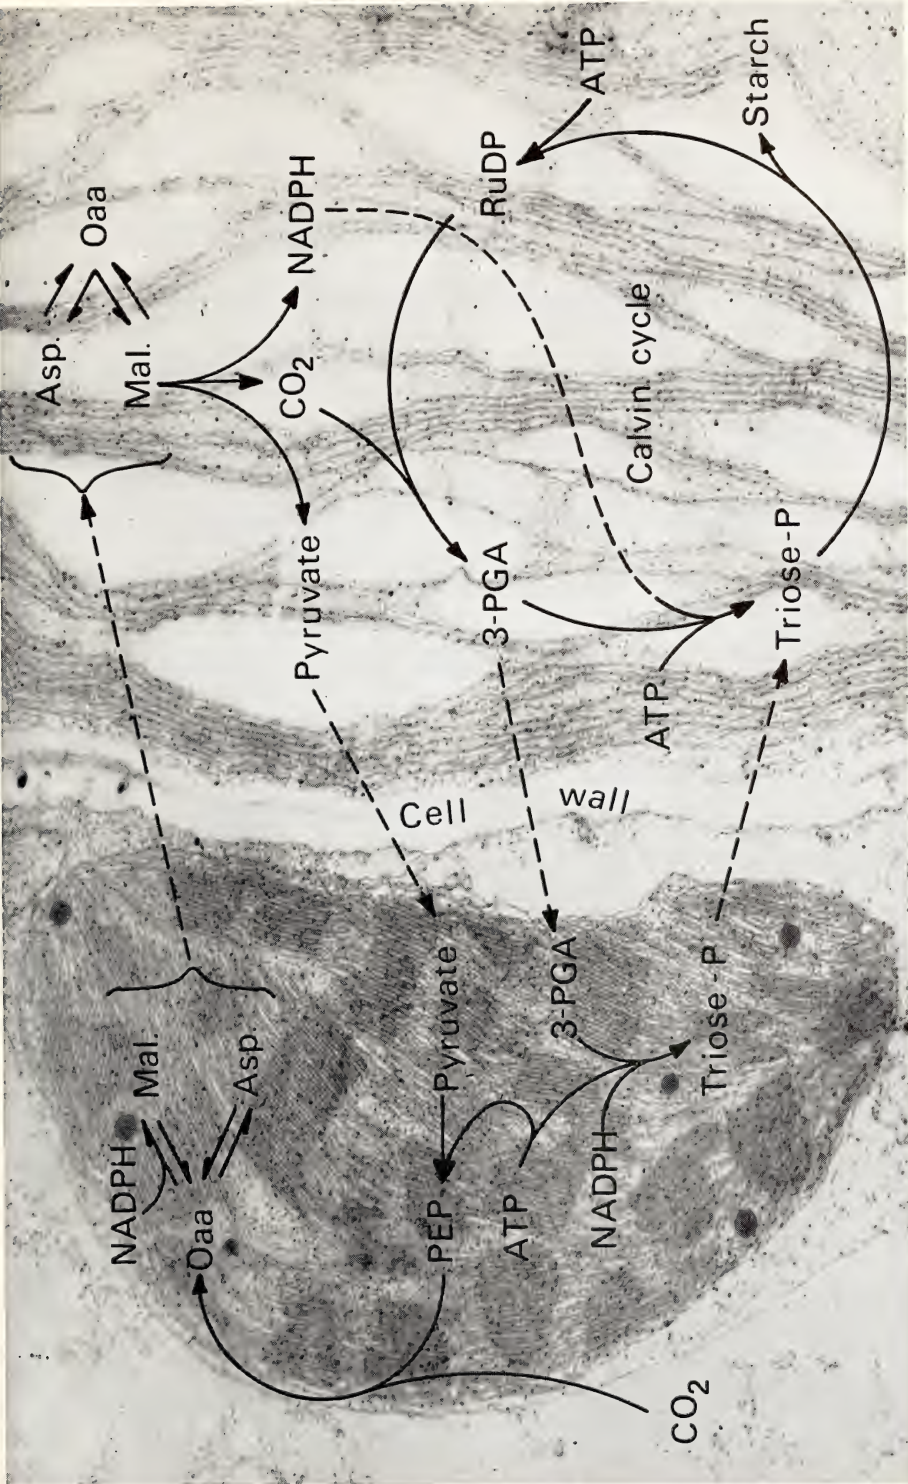 Asp.
Oaa
NADPH
Mal.
Mal.
Oaa
Asp.
Pyruvate
CO₂
NADPH
PEP
Pyruvate
Cell
3-PGA
RuDP
ATP
3-PGA
wall
ATP
NADPH
Calvin cycle
ATP
CO₂
Triose-P
Starch
Triose-P